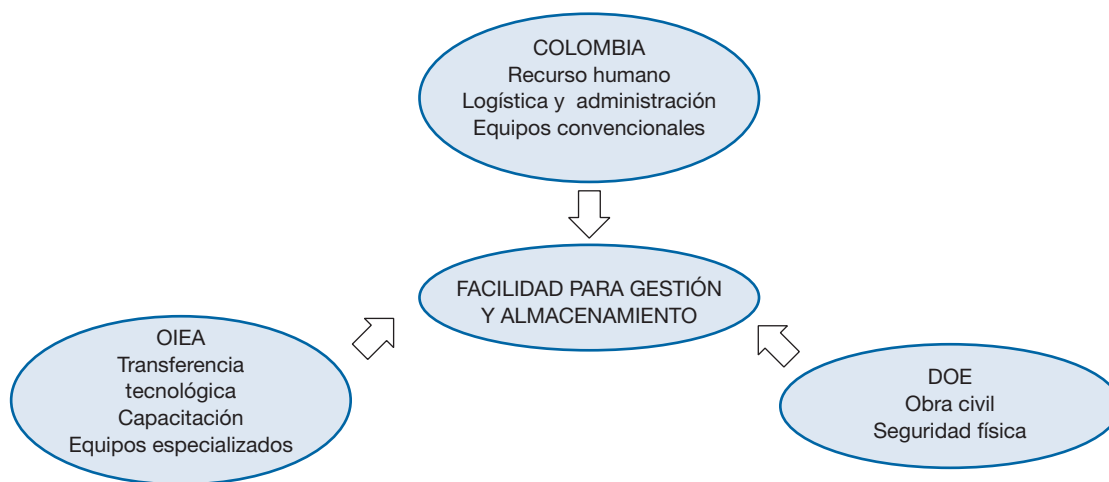 COLOMBIA
Recurso humano
Logística y administración
Equipos convencionales
FACILIDAD PARA GESTIÓN
Y ALMACENAMIENTO
OIEA
Transferencia
tecnológica
Capacitación
Equipos especializados
DOE
Obra civil
Seguridad física